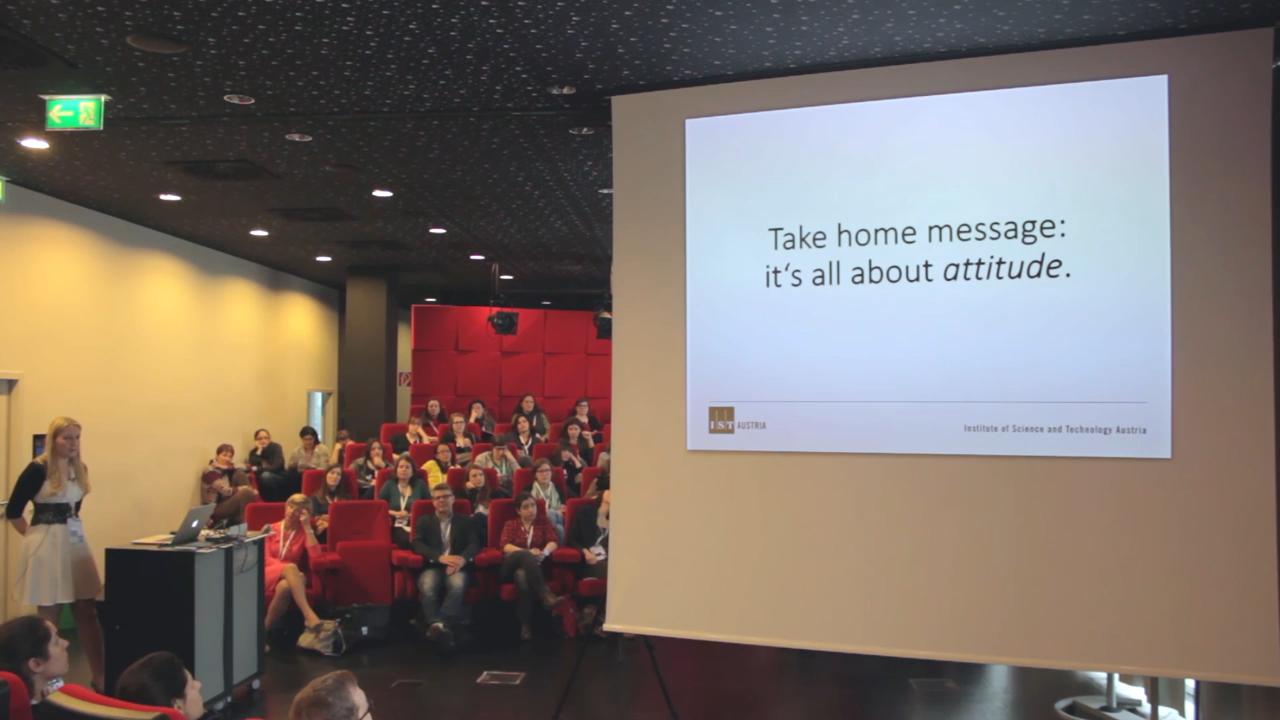 Take home message:
it‘s all about attitude.
IST AUSTRIA
Institute of Science and Technology Austria